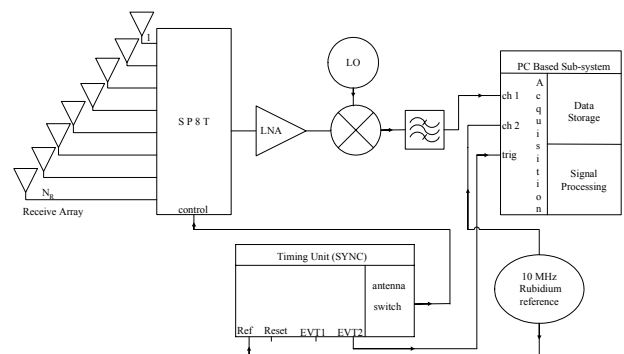 1
S P 8 T
LO
LNA
PC Based Sub-system
ch 1
ch 2
trig
A
c
q
u
i
s
i
t
i
o
n
Data
Storage
Signal
Processing
N_R
Receive Array
control
Timing Unit (SYNC)
antenna
switch
Ref Reset EVT1 EVT2
10 MHz
Rubidium
reference